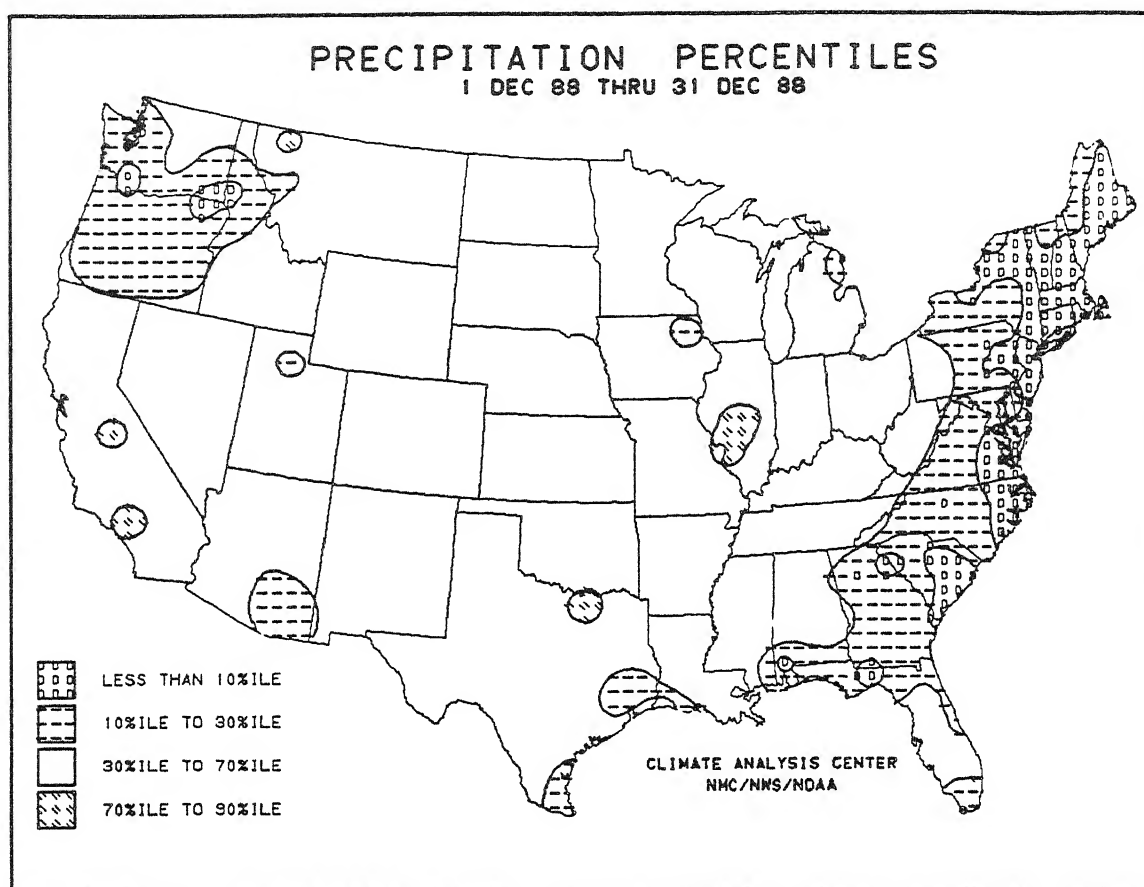 PRECIPITATION PERCENTILES
1 DEC 88 THRU 31 DEC 88
LESS THAN 10%ILE
10%ILE TO 30%ILE
30%ILE TO 70%ILE
70%ILE TO 90%ILE
CLIMATE ANALYSIS CENTER
NMC/NWS/NOAA